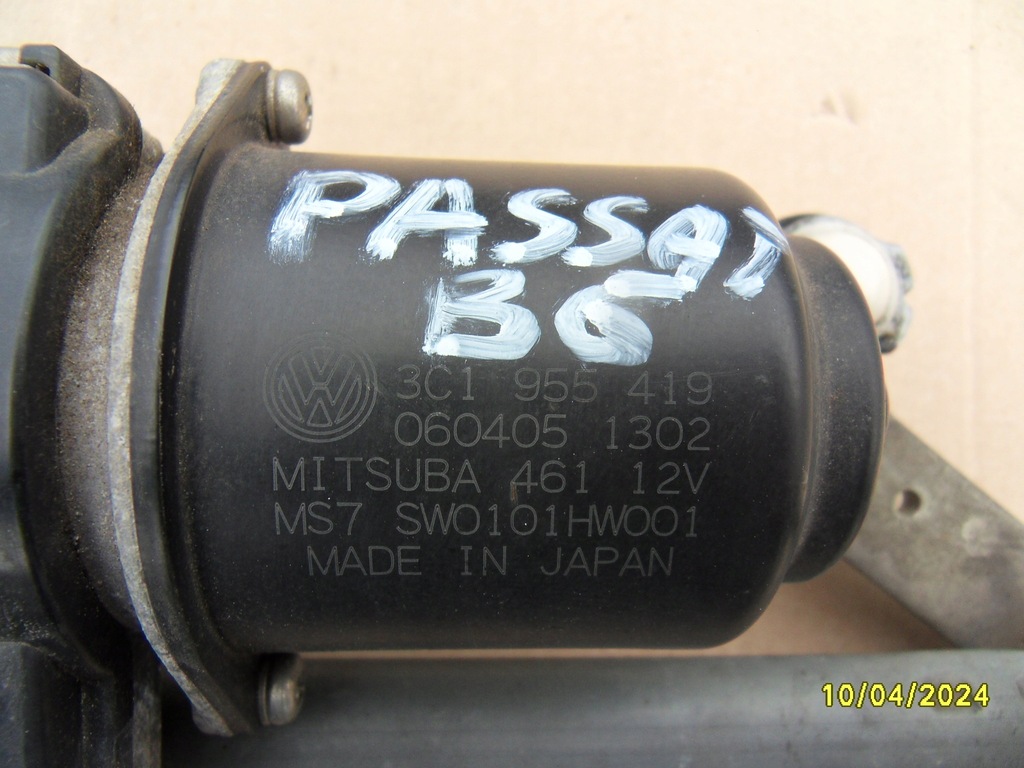 PASSAT
B6
3C1 955 419
060405 1302
MITSUBA 461 12V
MS7 SW0101HW001
MADE IN JAPAN
10/04/2024